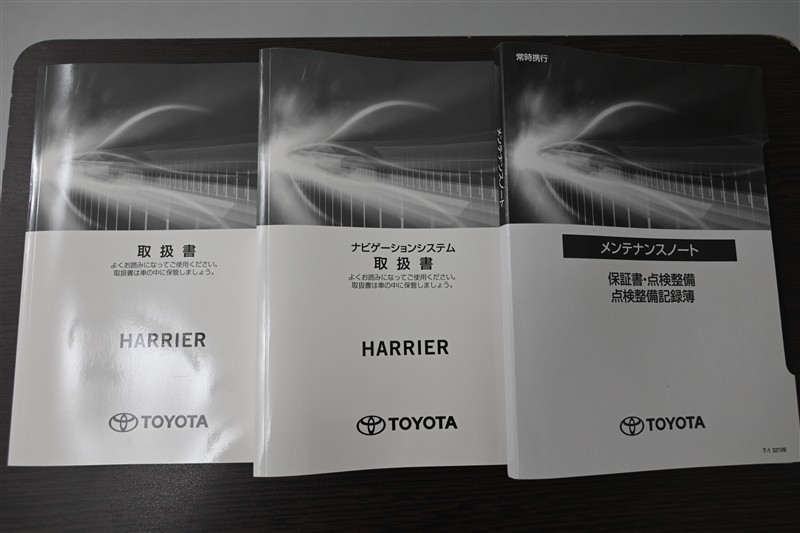 取扱書
よくお読みになってご使用ください。
取扱書は車の中に保管しましょう。
HARRIER
TOYOTA
ナビゲーションシステム
取扱書
よくお読みになってご使用ください。
取扱書は車の中に保管しましょう。
HARRIER
TOYOTA
メンテナンスノート
常時携行
メンテナンスノート
保証書・点検整備
点検整備記録簿
TOYOTA